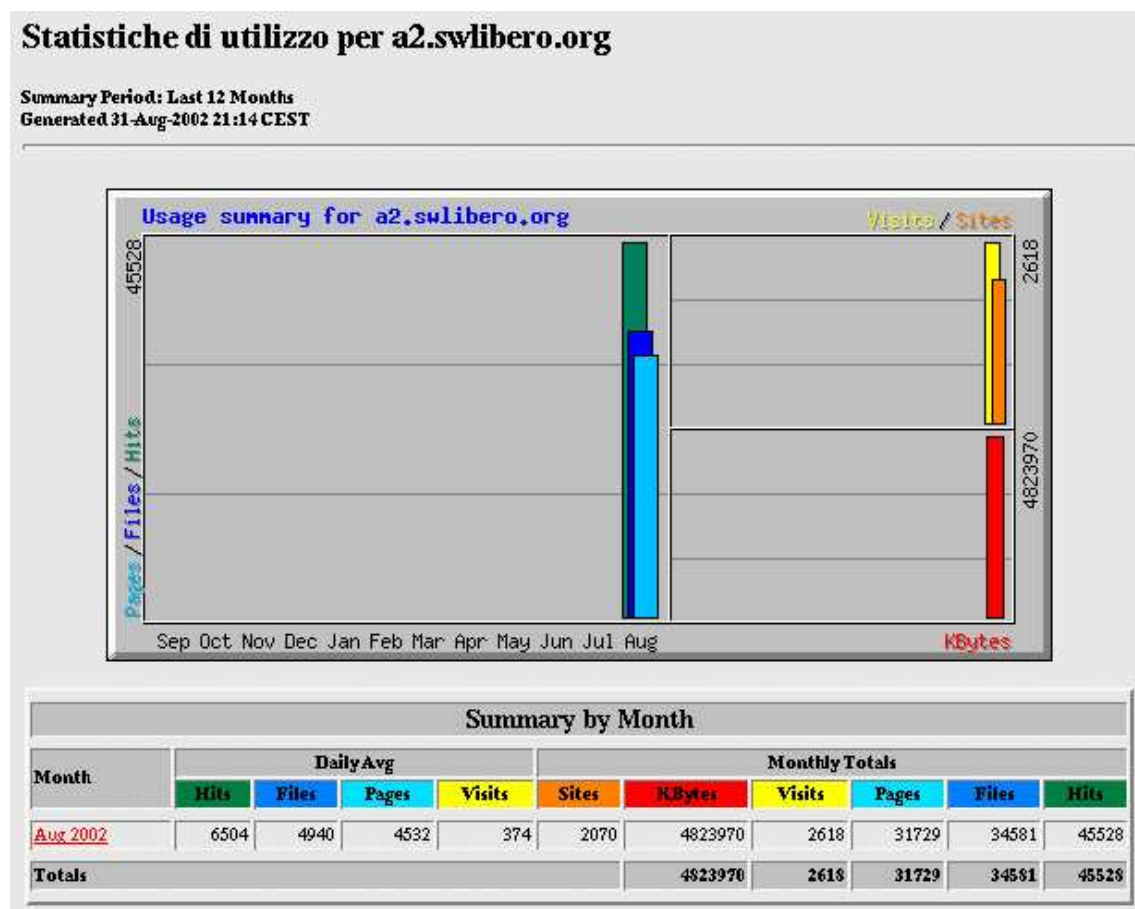 Statistiche di utilizzo per a2.swlibero.org
Summary Period: Last 12 Months
Generated 31-Aug-2002 21:14 CEST
Usage summary for a2.swlibero.org
Visits / Sites
45528
2618
Pages / Files / Hits
4823970
Sep Oct Nov Dec Jan Feb Mar Apr May Jun Jul Aug
KBytes
Summary by Month
Month Daily Avg Monthly Totals
Hits Files Pages Visits Sites KBytes Visits Pages Files Hits
Aug 2002 6504 4940 4532 374 2070 4823970 2618 31729 34581 45528
Totals 4823970 2618 31729 34581 45528